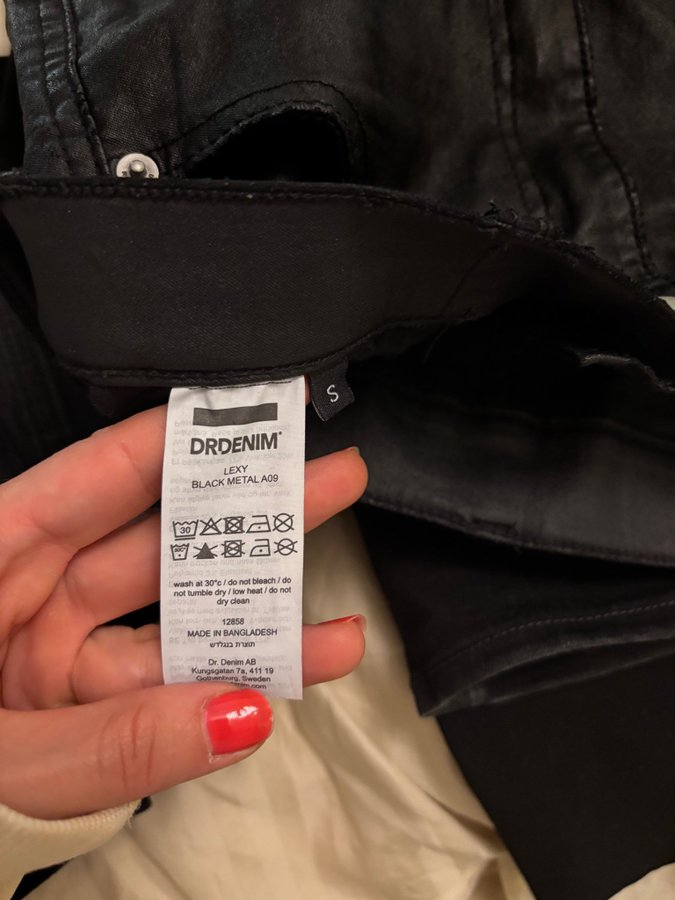 S
DRDENIM
LEXY
BLACK METAL A09
30
wash at 30°c / do not bleach / do
not tumble dry / low heat / do not
dry clean
12858
MADE IN BANGLADESH
תוצרת בנגלדש
Dr. Denim AB
Kungsgatan 7a, 411 19
Gothenburg, Sweden